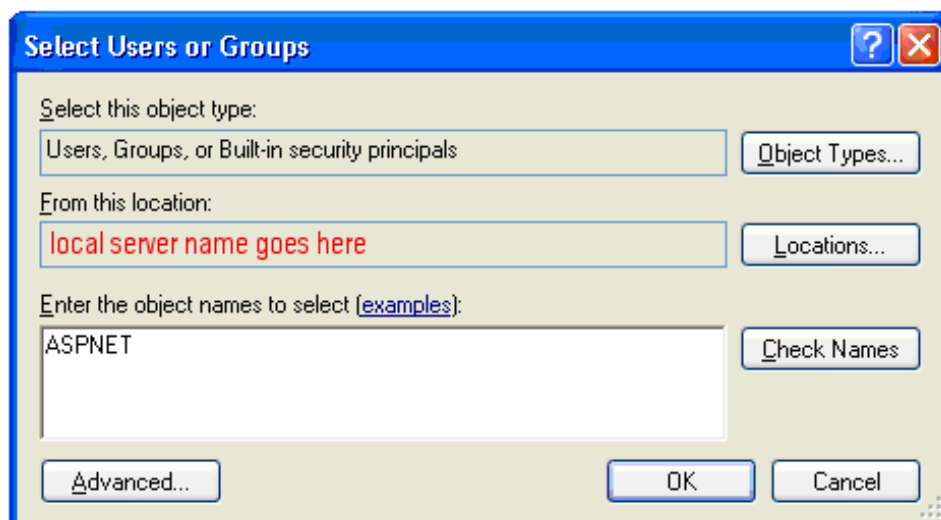 Select Users or Groups
Select this object type:
Users, Groups, or Built-in security principals
Object Types...
From this location:
local server name goes here
Locations...
Enter the object names to select (examples):
ASPNET
Check Names
Advanced...
OK
Cancel